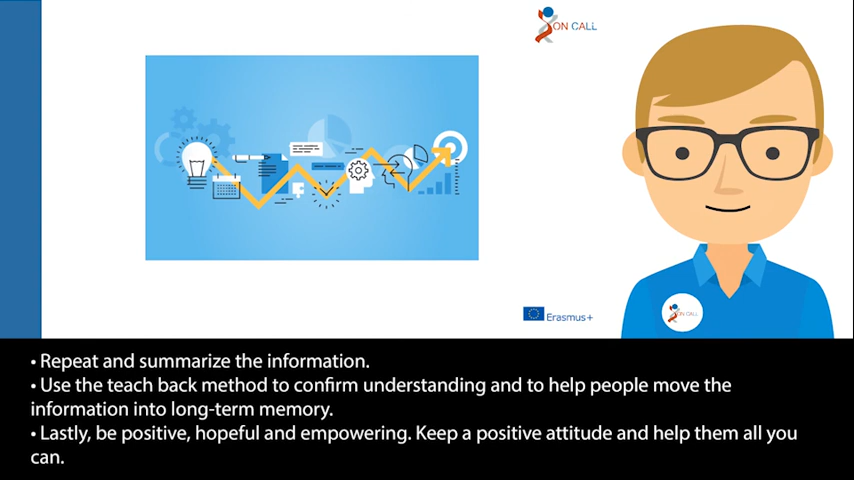 ON CALL
ON CALL
Erasmus+
• Repeat and summarize the information.
• Use the teach back method to confirm understanding and to help people move the
information into long-term memory.
• Lastly, be positive, hopeful and empowering. Keep a positive attitude and help them all you
can.